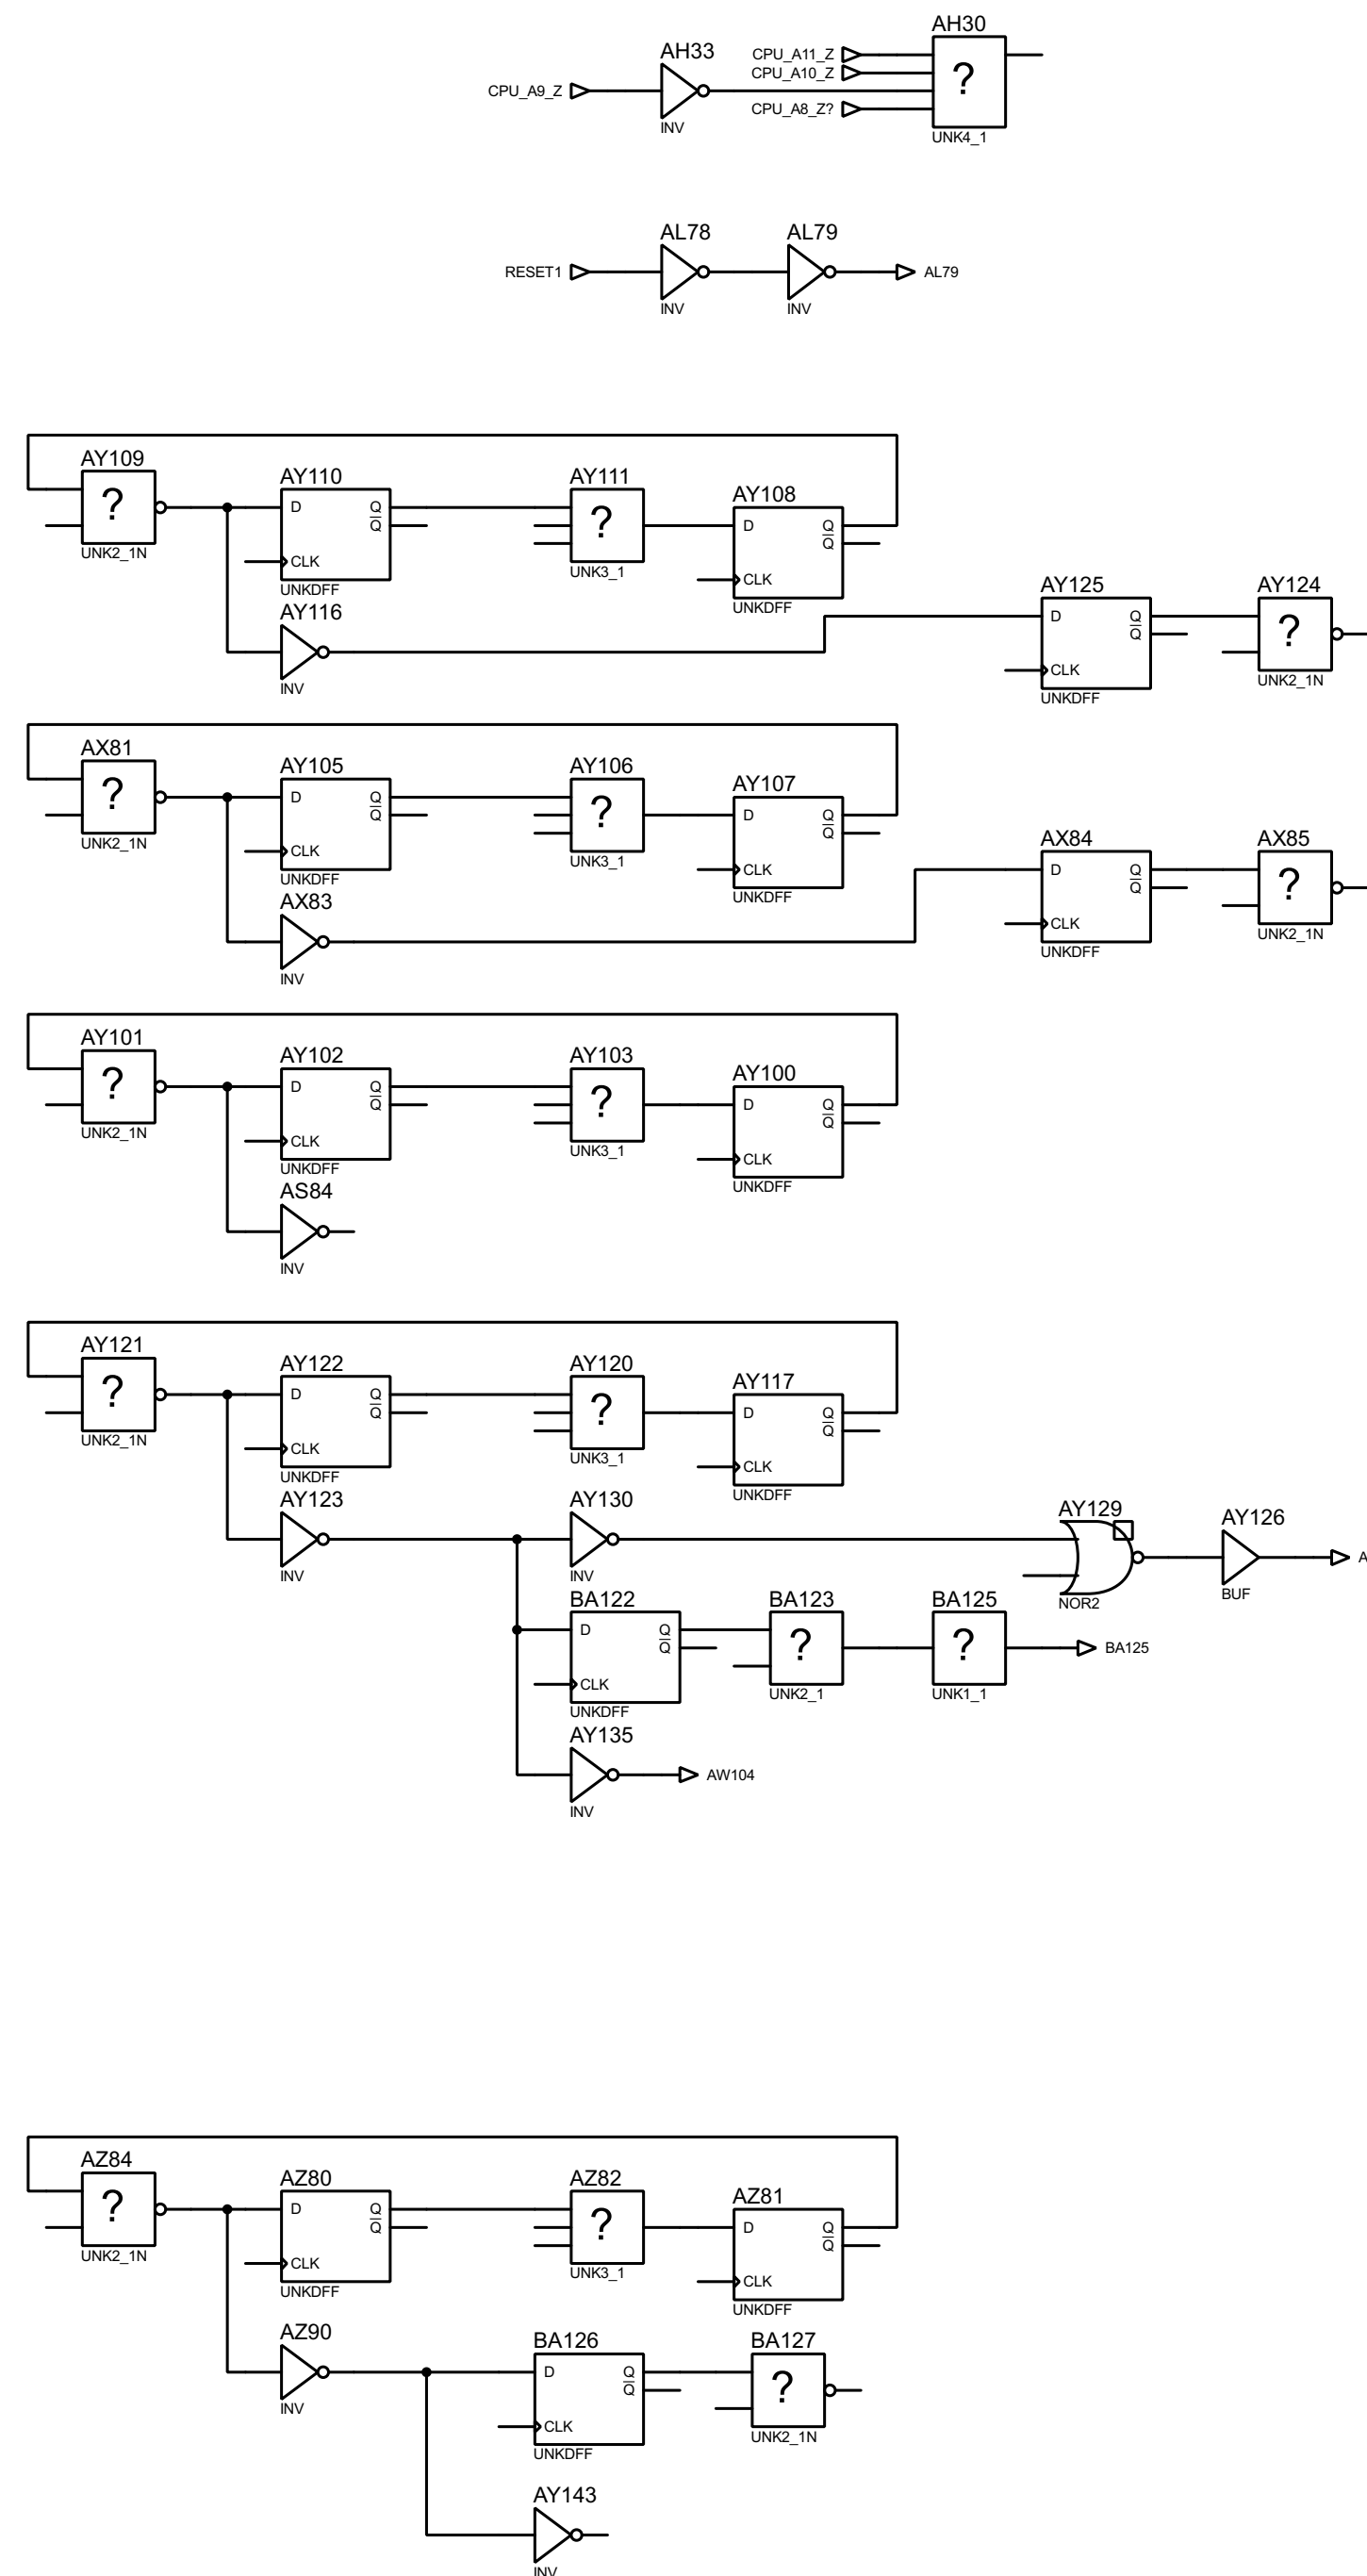 AH30
AH33
CPU_A11_Z
CPU_A10_Z
?
CPU_A9_Z
CPU_A8_Z?
INV
UNK4_1
AL78 AL79
RESET1
AL79
INV INV
AY109 AY110 AY111 AY108
? D Q Q ? D Q Q
CLK CLK
UNK2_1N UNKDFF UNK3_1 UNKDFF
AY116
INV
AY125 AY124
D Q Q ?
CLK
UNKDFF UNK2_1N
AX81 AY105 AY106 AY107
? D Q Q ? D Q Q
CLK CLK
UNK2_1N UNKDFF UNK3_1 UNKDFF
AX83
INV
AX84 AX85
D Q Q ?
CLK
UNKDFF UNK2_1N
AY101 AY102 AY103 AY100
? D Q Q ? D Q Q
CLK CLK
UNK2_1N UNKDFF UNK3_1 UNKDFF
AS84
INV
AY121 AY122 AY120 AY117
? D Q Q ? D Q Q
CLK CLK
UNK2_1N UNKDFF UNK3_1 UNKDFF
AY123 AY130 AY129 AY126
A
INV INV NOR2 BUF
BA122 BA123 BA125
D Q Q ? ? BA125
CLK
UNKDFF UNK2_1 UNK1_1
AY135
AW104
INV
AZ84 AZ80 AZ82 AZ81
? D Q Q ? D Q Q
CLK CLK
UNK2_1N UNKDFF UNK3_1 UNKDFF
AZ90 BA126 BA127
D Q Q ?
INV CLK
UNKDFF UNK2_1N
AY143
INV